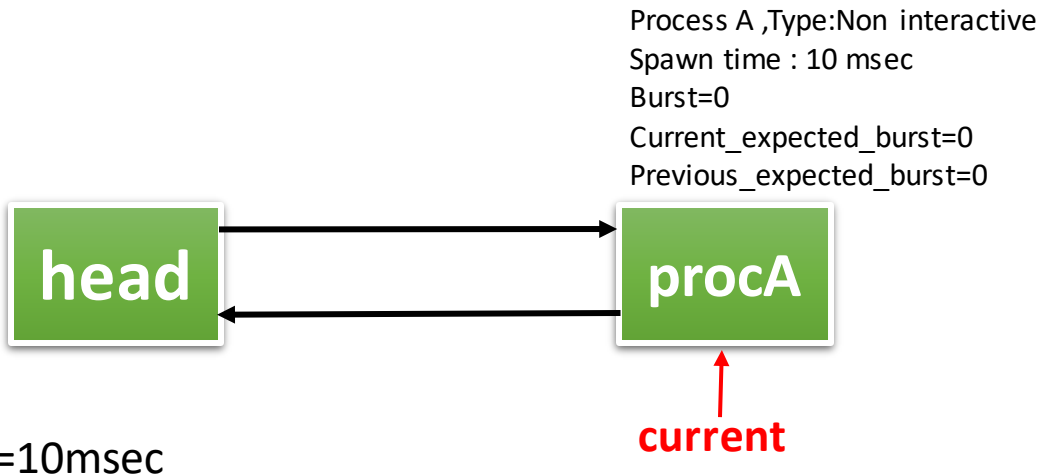 Process A ,Type:Non interactive
Spawn time : 10 msec
Burst=0
Current_expected_burst=0
Previous_expected_burst=0
head
procA
current
=10msec